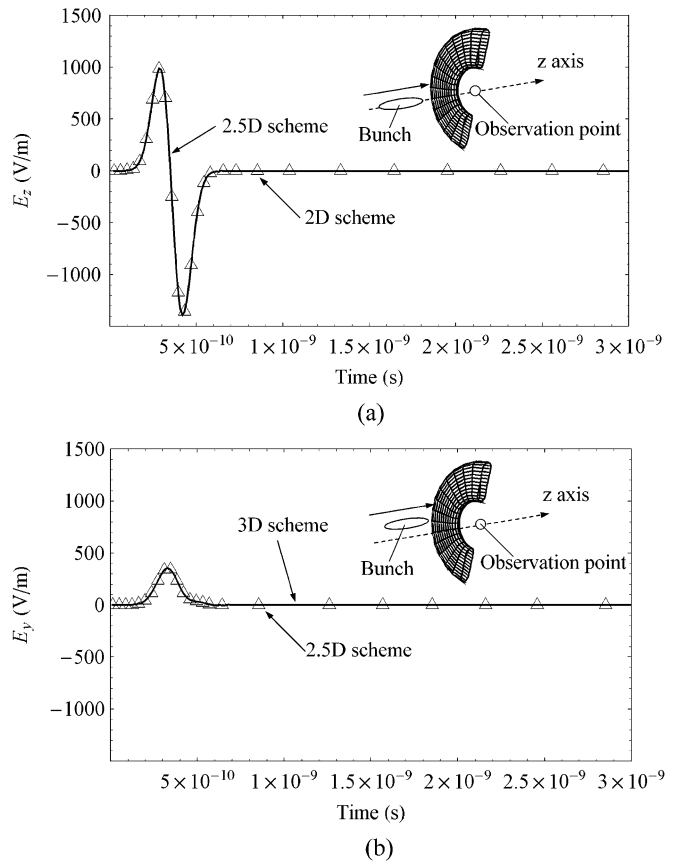 1500
1000
500
0
−500
−1000
E_z (V/m)
2.5D scheme
2D scheme
z axis
Bunch
Observation point
5×10⁻¹⁰ 1×10⁻⁹ 1.5×10⁻⁹ 2×10⁻⁹ 2.5×10⁻⁹ 3×10⁻⁹
Time (s)
(a)
1500
1000
500
0
−500
−1000
E_y (V/m)
3D scheme
2.5D scheme
z axis
Bunch
Observation point
5×10⁻¹⁰ 1×10⁻⁹ 1.5×10⁻⁹ 2×10⁻⁹ 2.5×10⁻⁹ 3×10⁻⁹
Time (s)
(b)